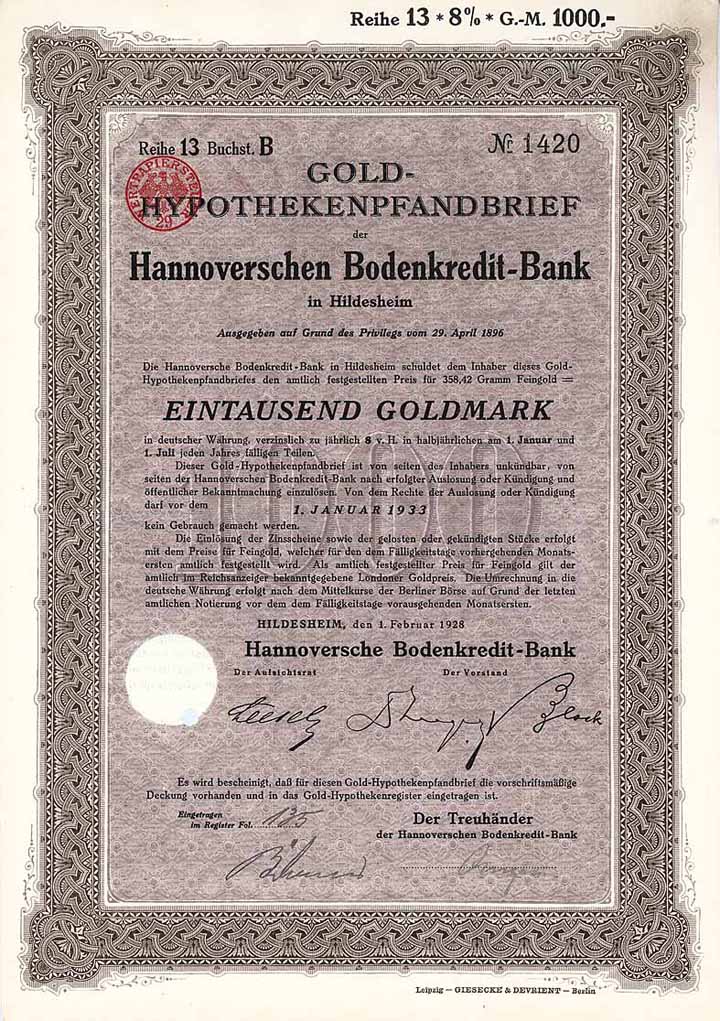 Reihe 13 * 8% * G.-M. 1000.-
Reihe 13 Buchst. B
№ 1420
WERTPAPIERSTEUER
29
GOLD-
HYPOTHEKENPFANDBRIEF
der
Hannoverschen Bodenkredit-Bank
in Hildesheim
Ausgegeben auf Grund des Privilegs vom 29. April 1896
Die Hannoversche Bodenkredit-Bank in Hildesheim schuldet dem Inhaber dieses Gold-
Hypothekenpfandbriefes den amtlich festgestellten Preis für 358,42 Gramm Feingold =
EINTAUSEND GOLDMARK
in deutscher Währung, verzinslich zu jährlich 8 v. H. in halbjährlichen am 1. Januar und
1. Juli jeden Jahres fälligen Teilen.
Dieser Gold-Hypothekenpfandbrief ist von seiten des Inhabers unkündbar, von
seiten der Hannoverschen Bodenkredit-Bank nach erfolgter Auslosung oder Kündigung und
öffentlicher Bekanntmachung einzulösen. Von dem Rechte der Auslosung oder Kündigung
darf vor dem
1. JANUAR 1933
kein Gebrauch gemacht werden.
Die Einlösung der Zinsscheine sowie der gelosten oder gekündigten Stücke erfolgt
mit dem Preise für Feingold, welcher für den dem Fälligkeitstage vorhergehenden Monats-
ersten amtlich festgestellt wird. Als amtlich festgestellter Preis für Feingold gilt der
amtlich im Reichsanzeiger bekanntgegebene Londoner Goldpreis. Die Umrechnung in die
deutsche Währung erfolgt nach dem Mittelkurse der Berliner Börse auf Grund der letzten
amtlichen Notierung vor dem dem Fälligkeitstage vorausgehenden Monatsersten.
HILDESHEIM, den 1. Februar 1928
Hannoversche Bodenkredit-Bank
Der Aufsichtsrat
Der Vorstand
Es wird bescheinigt, daß für diesen Gold-Hypothekenpfandbrief die vorschriftsmäßige
Deckung vorhanden und in das Gold-Hypothekenregister eingetragen ist.
Eingetragen
im Register Fol. 135
Der Treuhänder
der Hannoverschen Bodenkredit-Bank
Leipzig — GIESECKE & DEVRIENT — Berlin